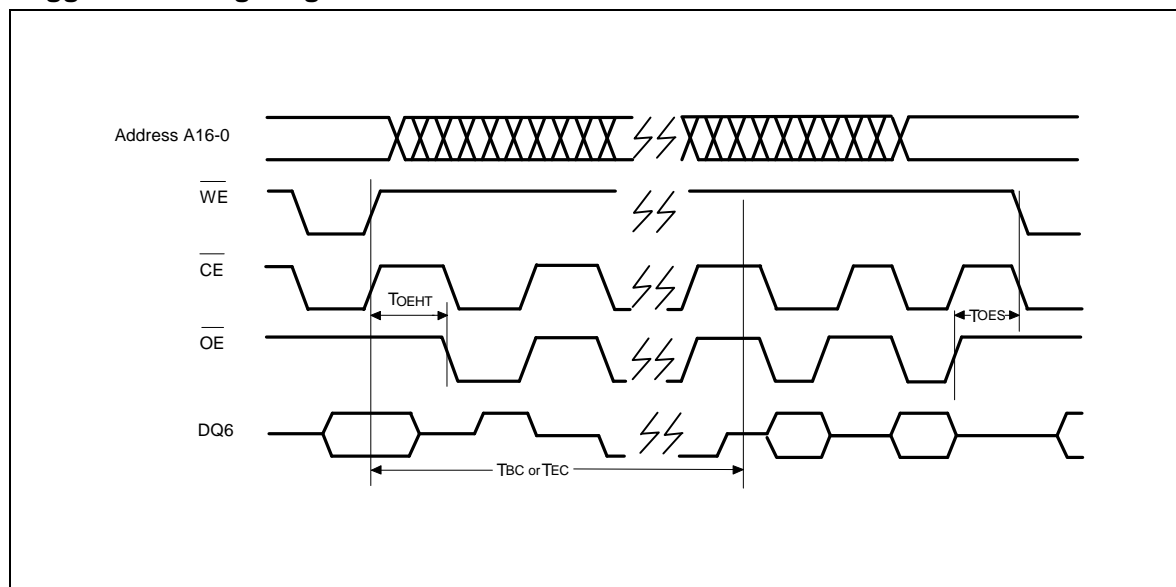 Address A16-0
WE
CE
TOEHT
TOES
OE
DQ6
TBC or TEC